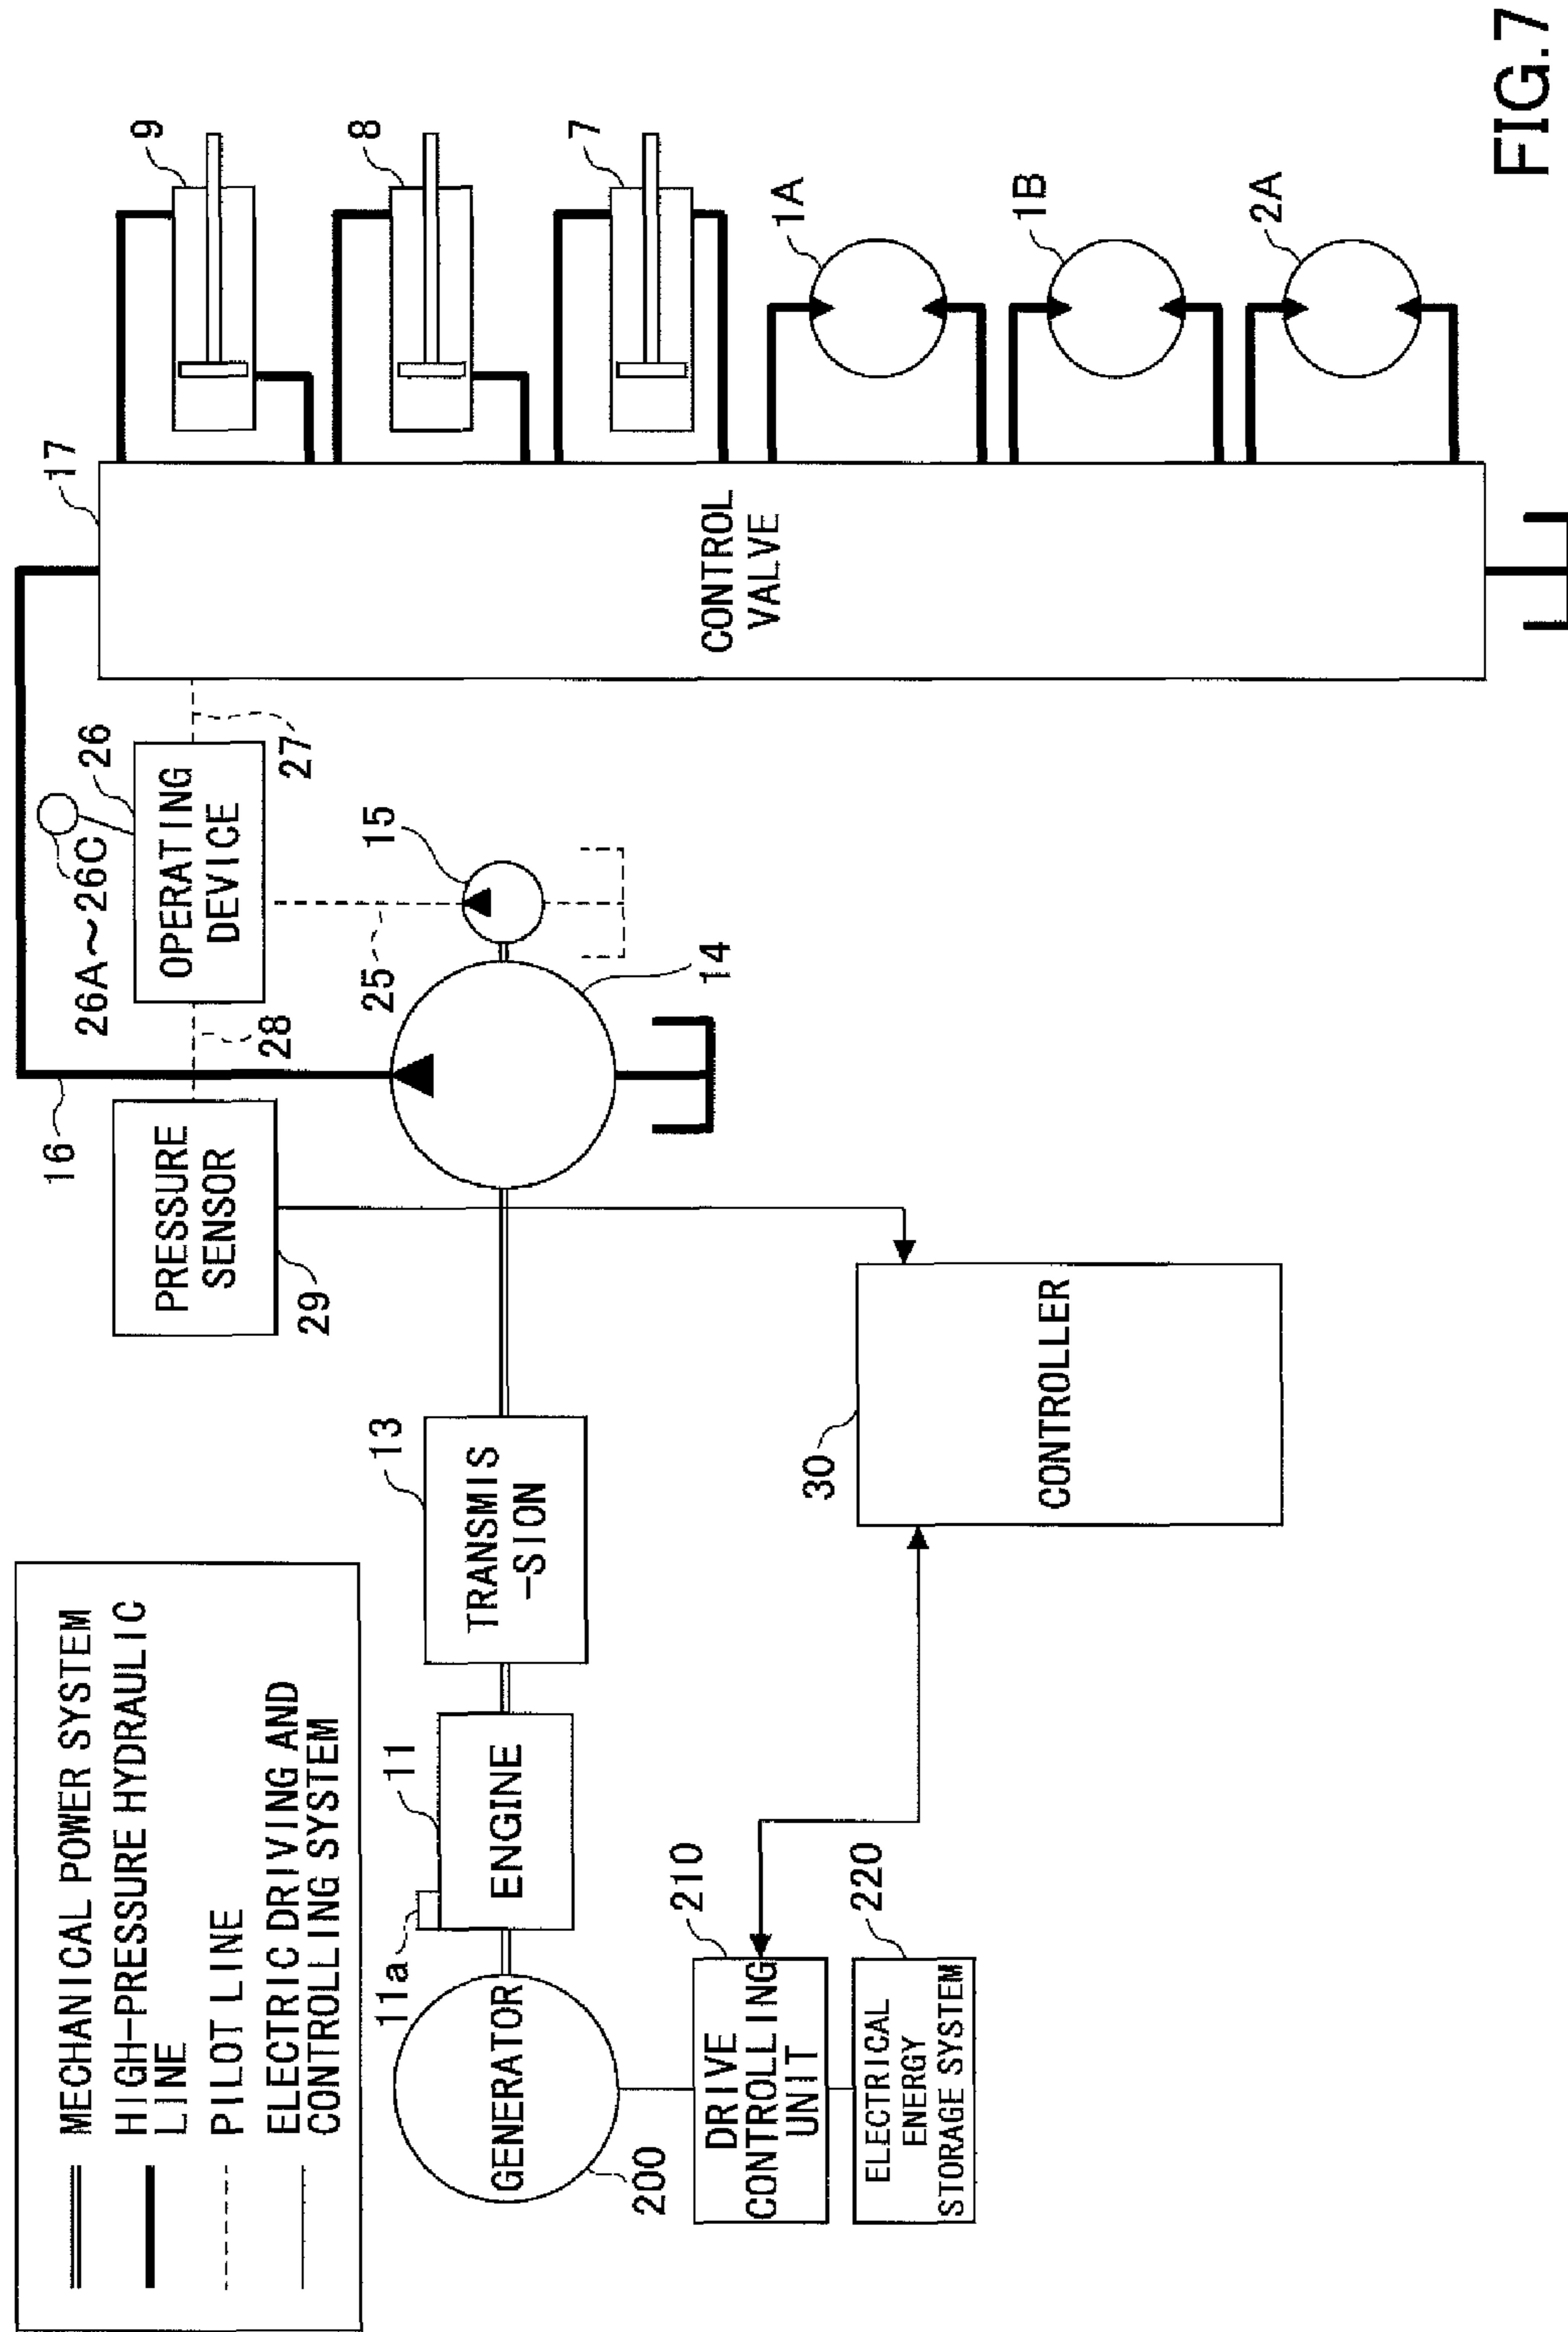 MECHANICAL POWER SYSTEM
HIGH-PRESSURE HYDRAULIC
LINE
PILOT LINE
ELECTRIC DRIVING AND
CONTROLLING SYSTEM
16
PRESSURE
SENSOR
29
28
26A~26C
26
OPERATING
DEVICE
27
17
CONTROL
VALVE
9
8
7
1A
1B
2A
11a
11
ENGINE
13
TRANSMIS
-SION
14
25
15
GENERATOR
200
210
DRIVE
CONTROLLING
UNIT
220
ELECTRICAL
ENERGY
STORAGE SYSTEM
30
CONTROLLER
FIG.7